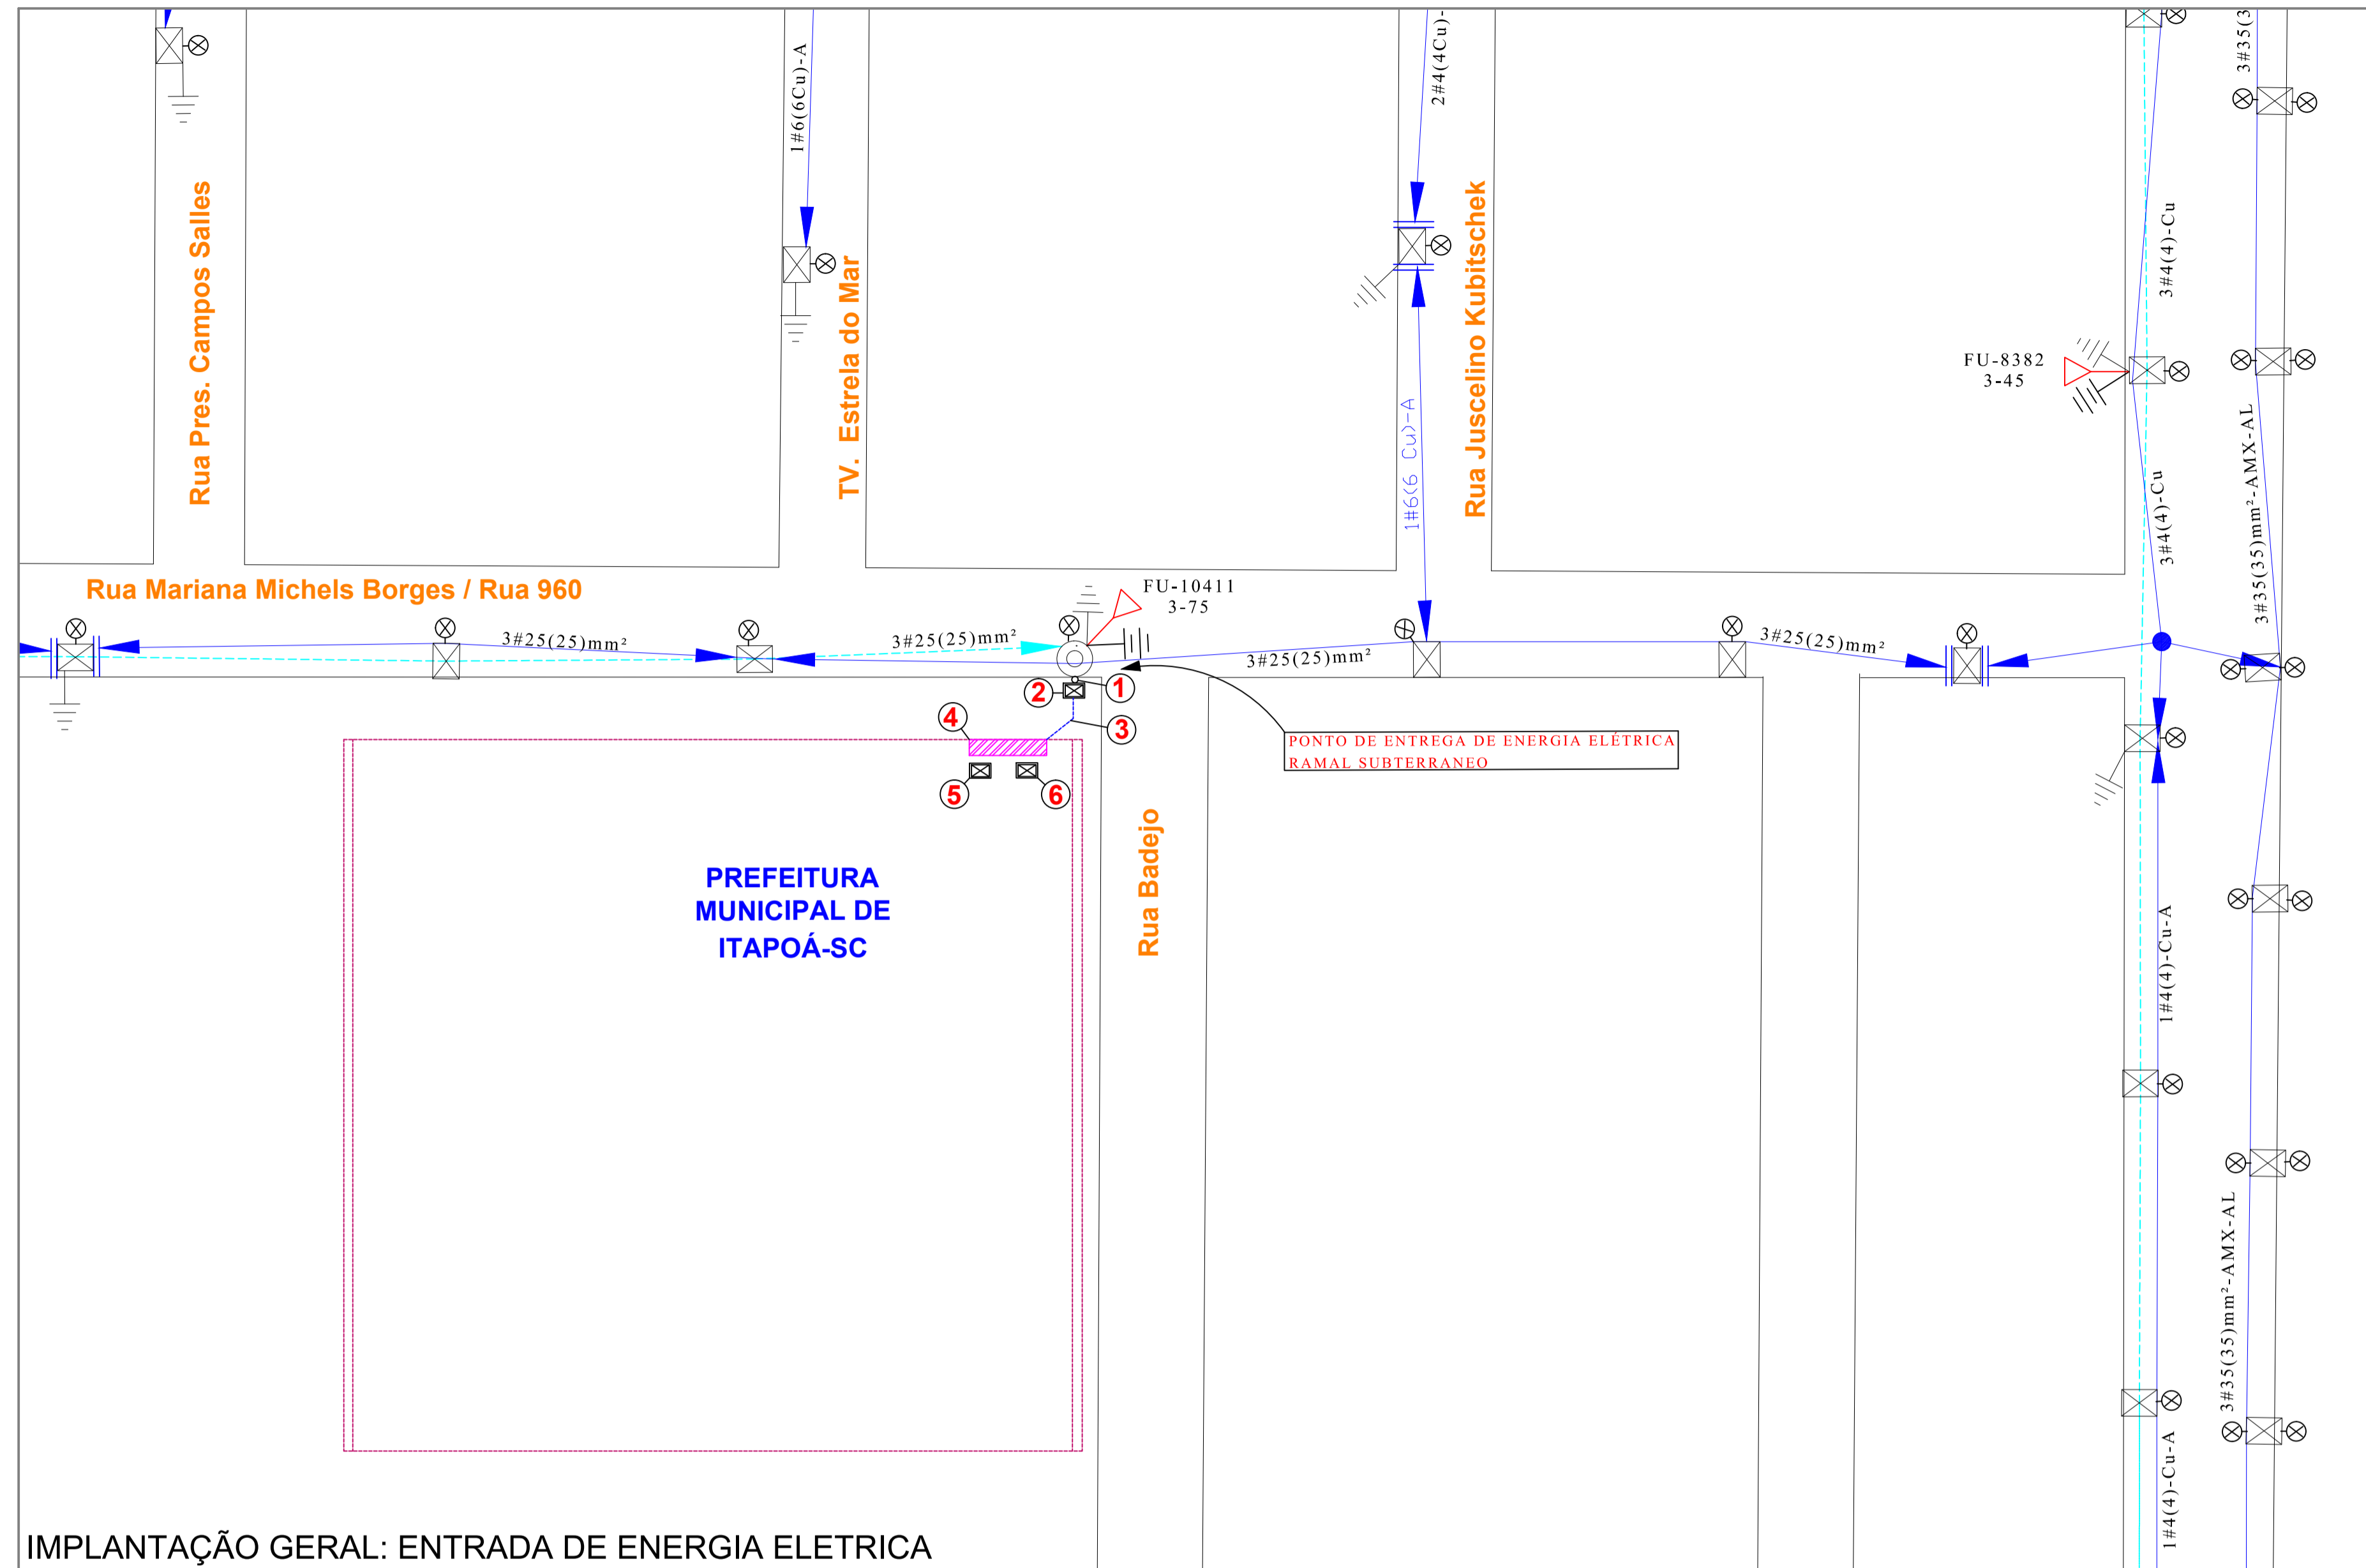 1#6(6Cu)-A
2#4(4Cu)-
3#35(3
Rua Pres. Campos Salles
TV. Estrela do Mar
Rua Juscelino Kubitschek
1#6(6 Cu)-A
3#4(4)-Cu
FU-8382
3-45
3#4(4)-Cu
3#35(35)mm²-AMX-AL
Rua Mariana Michels Borges / Rua 960
FU-10411
3-75
3#25(25)mm²
3#25(25)mm²
3#25(25)mm²
3#25(25)mm²
2
1
4
3
PONTO DE ENTREGA DE ENERGIA ELÉTRICA
RAMAL SUBTERRANEO
5
6
Rua Badejo
PREFEITURA
MUNICIPAL DE
ITAPOÁ-SC
1#4(4)-Cu-A
3#35(35)mm²-AMX-AL
1#4(4)-Cu-A
IMPLANTAÇÃO GERAL: ENTRADA DE ENERGIA ELETRICA